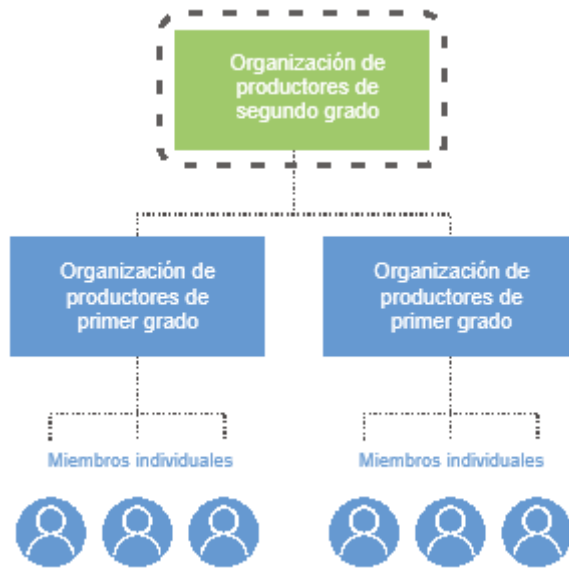 Organización de
productores de
segundo grado
Organización de
productores de
primer grado
Organización de
productores de
primer grado
Miembros individuales
Miembros individuales